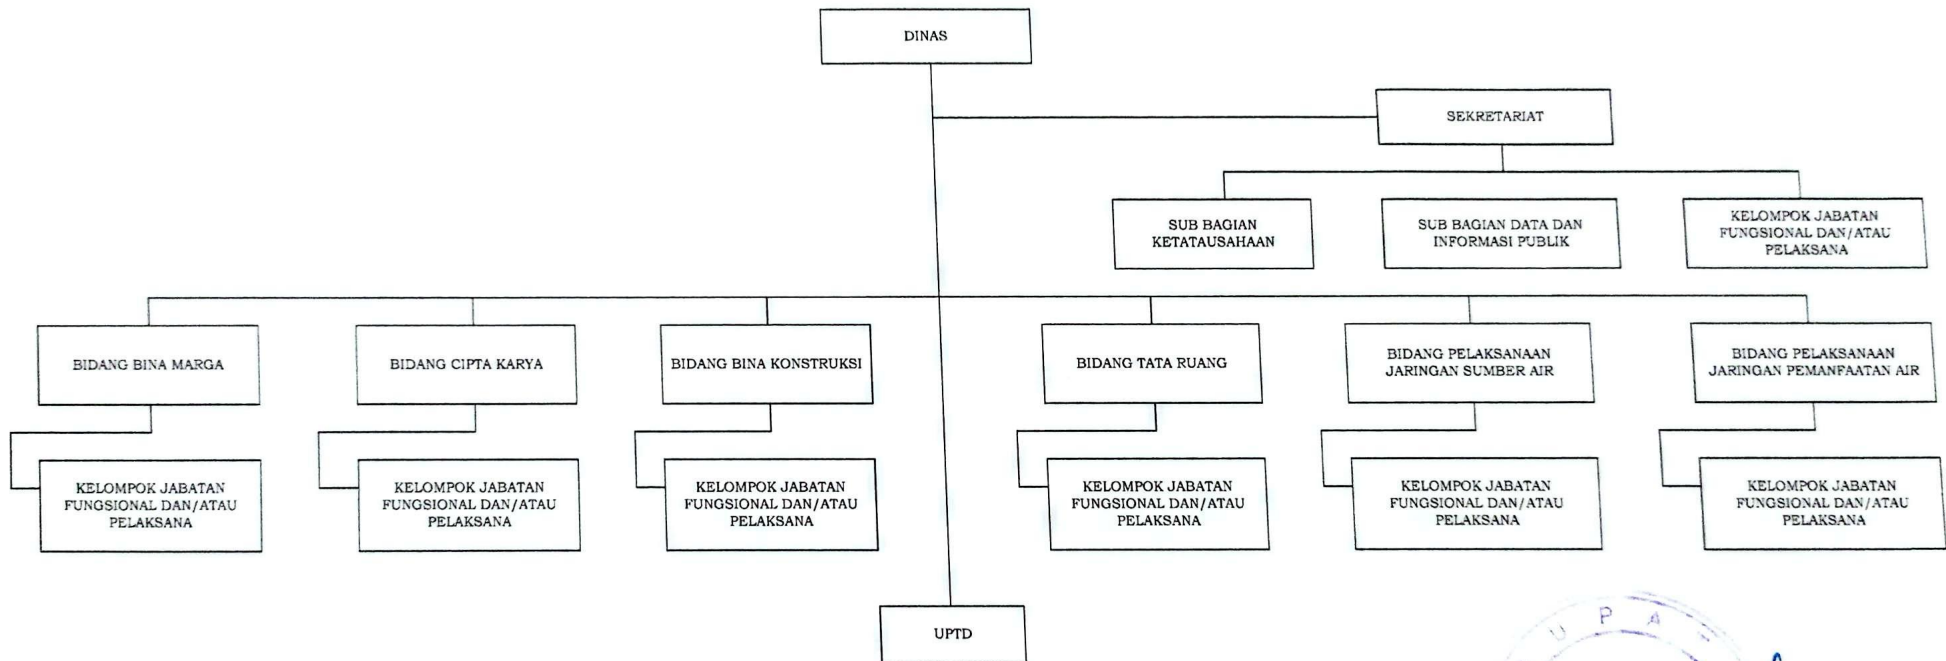 DINAS
SEKRETARIAT
SUB BAGIAN
KETATAUSAHAAN
SUB BAGIAN DATA DAN
INFORMASI PUBLIK
KELOMPOK JABATAN
FUNGSIONAL DAN/ATAU
PELAKSANA
BIDANG BINA MARGA
BIDANG CIPTA KARYA
BIDANG BINA KONSTRUKSI
BIDANG TATA RUANG
BIDANG PELAKSANAAN
JARINGAN SUMBER AIR
BIDANG PELAKSANAAN
JARINGAN PEMANFAATAN AIR
KELOMPOK JABATAN
FUNGSIONAL DAN/ATAU
PELAKSANA
KELOMPOK JABATAN
FUNGSIONAL DAN/ATAU
PELAKSANA
KELOMPOK JABATAN
FUNGSIONAL DAN/ATAU
PELAKSANA
KELOMPOK JABATAN
FUNGSIONAL DAN/ATAU
PELAKSANA
KELOMPOK JABATAN
FUNGSIONAL DAN/ATAU
PELAKSANA
KELOMPOK JABATAN
FUNGSIONAL DAN/ATAU
PELAKSANA
UPTD